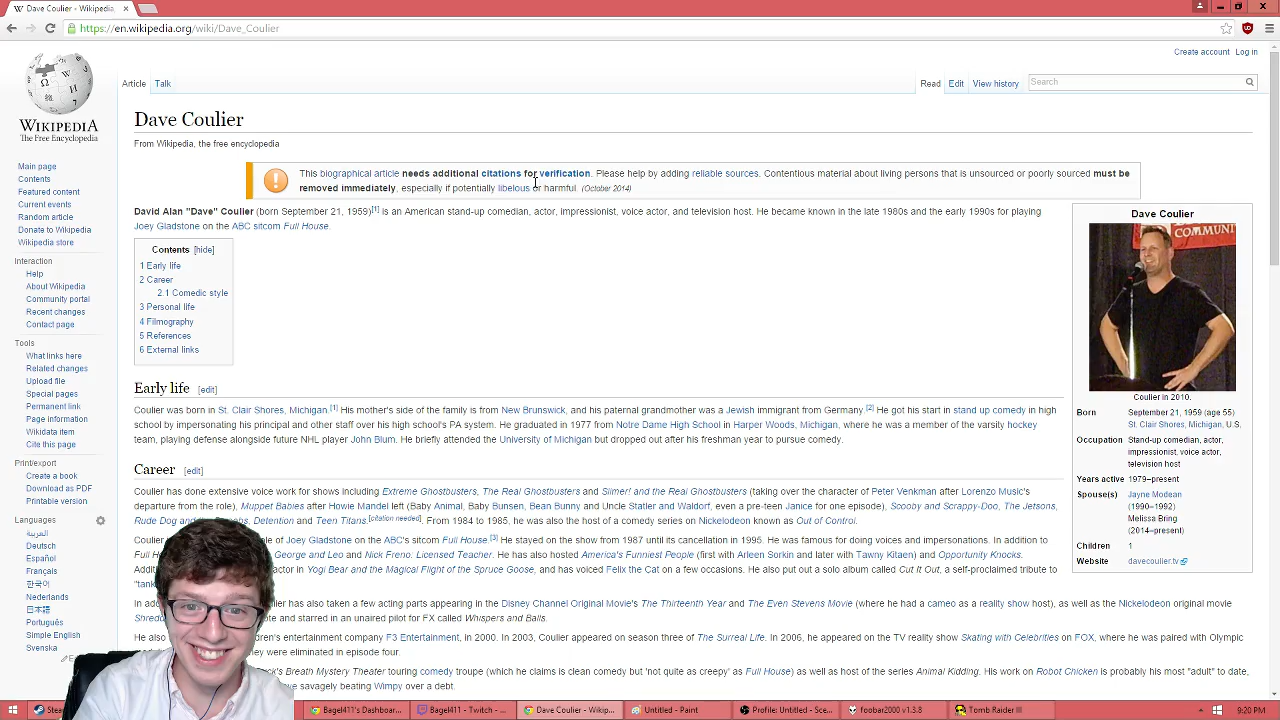 Dave Coulier - Wikipedia
https://en.wikipedia.org/wiki/Dave_Coulier
Create account Log in
Article Talk
Read Edit View history Search
WIKIPEDIA
The Free Encyclopedia
Main page
Contents
Featured content
Current events
Random article
Donate to Wikipedia
Wikipedia store
Interaction
Help
About Wikipedia
Community portal
Recent changes
Contact page
Tools
What links here
Related changes
Upload file
Special pages
Permanent link
Page information
Wikidata item
Cite this page
Print/export
Create a book
Download as PDF
Printable version
Languages
العربية
Deutsch
Español
Français
한국어
Nederlands
日本語
Português
Simple English
Svenska
Dave Coulier
From Wikipedia, the free encyclopedia
This biographical article needs additional citations for verification. Please help by adding reliable sources. Contentious material about living persons that is unsourced or poorly sourced must be
removed immediately, especially if potentially libelous or harmful. (October 2014)
David Alan "Dave" Coulier (born September 21, 1959)[1] is an American stand-up comedian, actor, impressionist, voice actor, and television host. He became known in the late 1980s and the early 1990s for playing
Joey Gladstone on the ABC sitcom Full House.
Contents [hide]
1 Early life
2 Career
2.1 Comedic style
3 Personal life
4 Filmography
5 References
6 External links
Early life [edit]
Coulier was born in St. Clair Shores, Michigan.[1] His mother's side of the family is from New Brunswick, and his paternal grandmother was a Jewish immigrant from Germany.[2] He got his start in stand up comedy in high
school by impersonating his principal and other staff over his high school's PA system. He graduated in 1977 from Notre Dame High School in Harper Woods, Michigan, where he was a member of the varsity hockey
team, playing defense alongside future NHL player John Blum. He briefly attended the University of Michigan but dropped out after his freshman year to pursue comedy.
Career [edit]
Coulier has done extensive voice work for shows including Extreme Ghostbusters, The Real Ghostbusters and Slimer! and the Real Ghostbusters (taking over the character of Peter Venkman after Lorenzo Music's
departure from the role). Muppet Babies after Howie Mandel left (Baby Animal, Baby Bunsen, Bean Bunny and Uncle Statler and Waldorf, even a pre-teen Janice for one episode), Scooby and Scrappy-Doo, The Jetsons,
Rude Dog and the Dweebs, Detention and Teen Titans.[citation needed] From 1984 to 1985, he was also the host of a comedy series on Nickelodeon known as Out of Control.
Coulier le of Joey Gladstone on the ABC's sitcom Full House.[3] He stayed on the show from 1987 until its cancellation in 1995. He was famous for doing voices and impersonations. In addition to
Full H George and Leo and Nick Freno: Licensed Teacher. He has also hosted America's Funniest People (first with Arleen Sorkin and later with Tawny Kitaen) and Opportunity Knocks.
Additi ctor in Yogi Bear and the Magical Flight of the Spruce Goose, and has voiced Felix the Cat on a few occasions. He also put out a solo album called Cut It Out, a self-proclaimed tribute to
"tank
In add lier has also taken a few acting parts appearing in the Disney Channel Original Movie's The Thirteenth Year and The Even Stevens Movie (where he had a cameo as a reality show host), as well as the Nickelodeon original movie
Shredd ote and starred in an unaired pilot for FX called Whispers and Balls.
He also dren's entertainment company F3 Entertainment, in 2000. In 2003, Coulier appeared on season three of The Surreal Life. In 2006, he appeared on the TV reality show Skating with Celebrities on FOX, where he was paired with Olympic
they were eliminated in episode four.
ck's Breath Mystery Theater touring comedy troupe (which he claims is clean comedy but 'not quite as creepy' as Full House) as well as host of the series Animal Kidding. His work on Robot Chicken is probably his most "adult" to date,
ve savagely beating Wimpy over a debt.
Dave Coulier
COMMUNITY
Coulier in 2010.
Born September 21, 1959 (age 55)
St. Clair Shores, Michigan, U.S.
Occupation Stand-up comedian, actor,
impressionist, voice actor,
television host
Years active 1979–present
Spouse(s) Jayne Modean
(1990–1992)
Melissa Bring
(2014–present)
Children 1
Website davecoulier.tv
Steam Bagel411's Dashboar... Bagel411 - Twitch - ... Dave Coulier - Wikip... Untitled - Paint Profile: Untitled - Sce... foobar2000 v1.3.8 Tomb Raider 9:20 PM